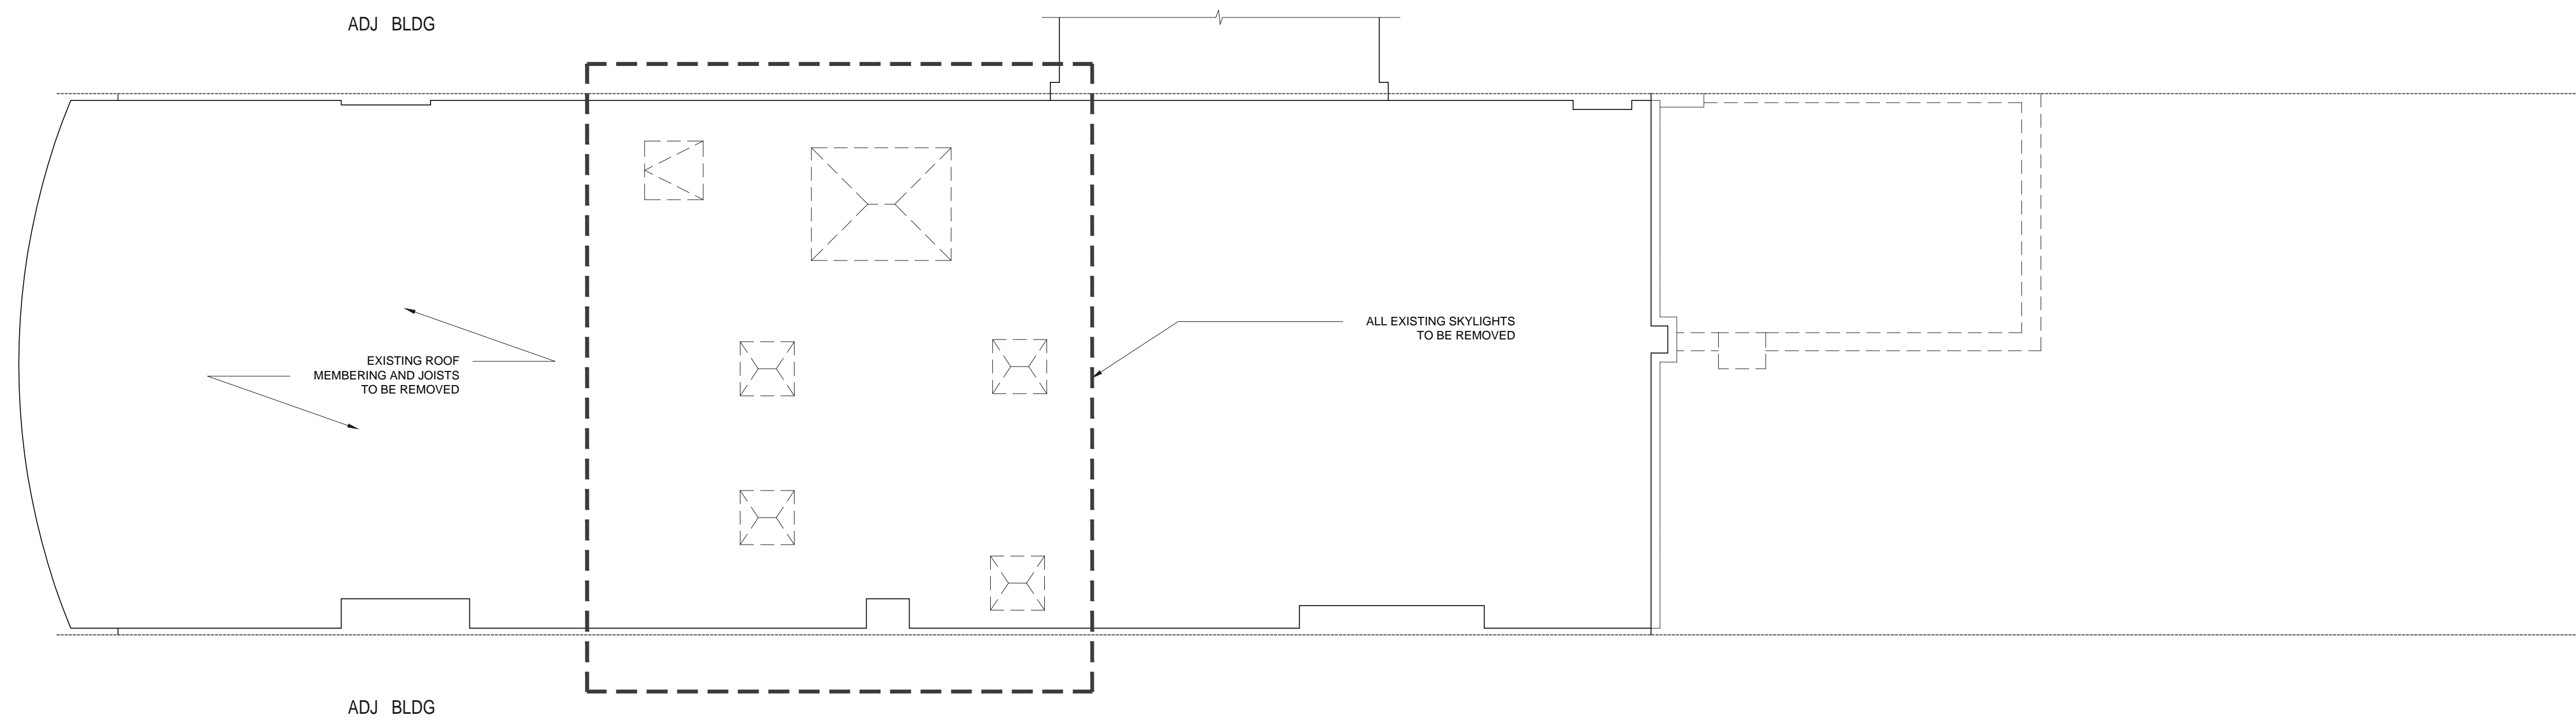 ADJ BLDG
EXISTING ROOF
MEMBERING AND JOISTS
TO BE REMOVED
ALL EXISTING SKYLIGHTS
TO BE REMOVED
ADJ BLDG